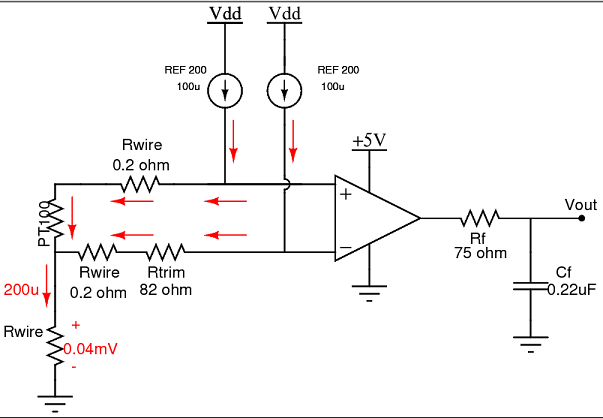 Vdd Vdd
REF 200
100u
REF 200
100u
Rwire
0.2 ohm
+5V
+
PT100
Vout
Rf
75 ohm
−
Rwire
0.2 ohm
Rtrim
82 ohm
Cf
0.22uF
200u
Rwire
+
0.04mV
-